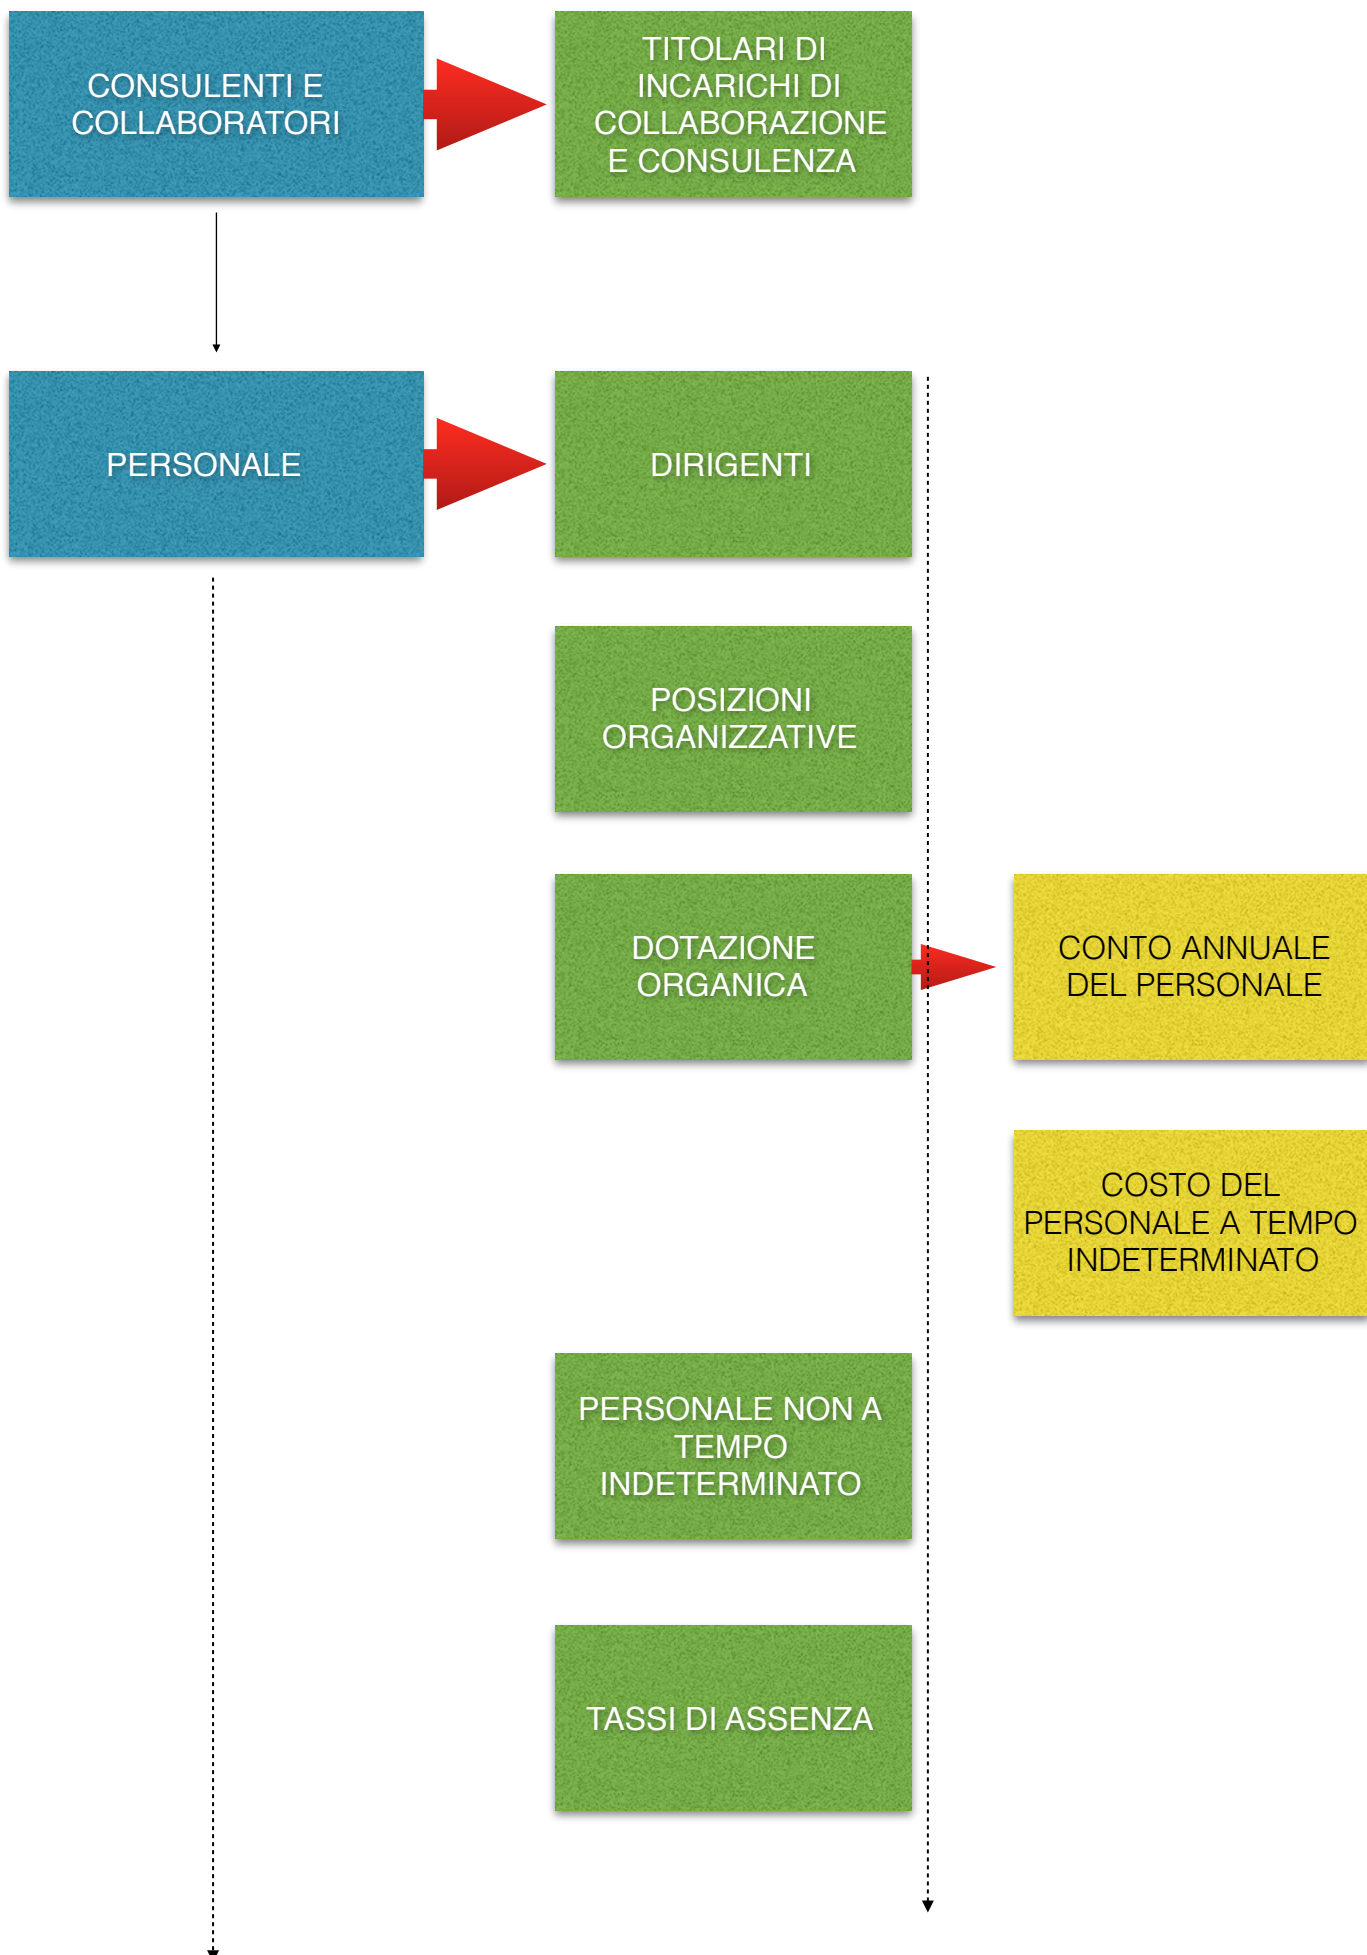 CONSULENTI E
COLLABORATORI
TITOLARI DI
INCARICHI DI
COLLABORAZIONE
E CONSULENZA
PERSONALE
DIRIGENTI
POSIZIONI
ORGANIZZATIVE
DOTAZIONE
ORGANICA
CONTO ANNUALE
DEL PERSONALE
COSTO DEL
PERSONALE A TEMPO
INDETERMINATO
PERSONALE NON A
TEMPO
INDETERMINATO
TASSI DI ASSENZA